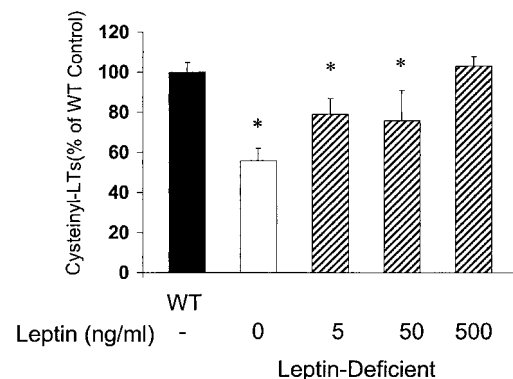 Cysteinyl-LTs(% of WT Control)
120
100
80
60
40
20
0
* * *
WT
Leptin (ng/ml) - 0 5 50 500
Leptin-Deficient